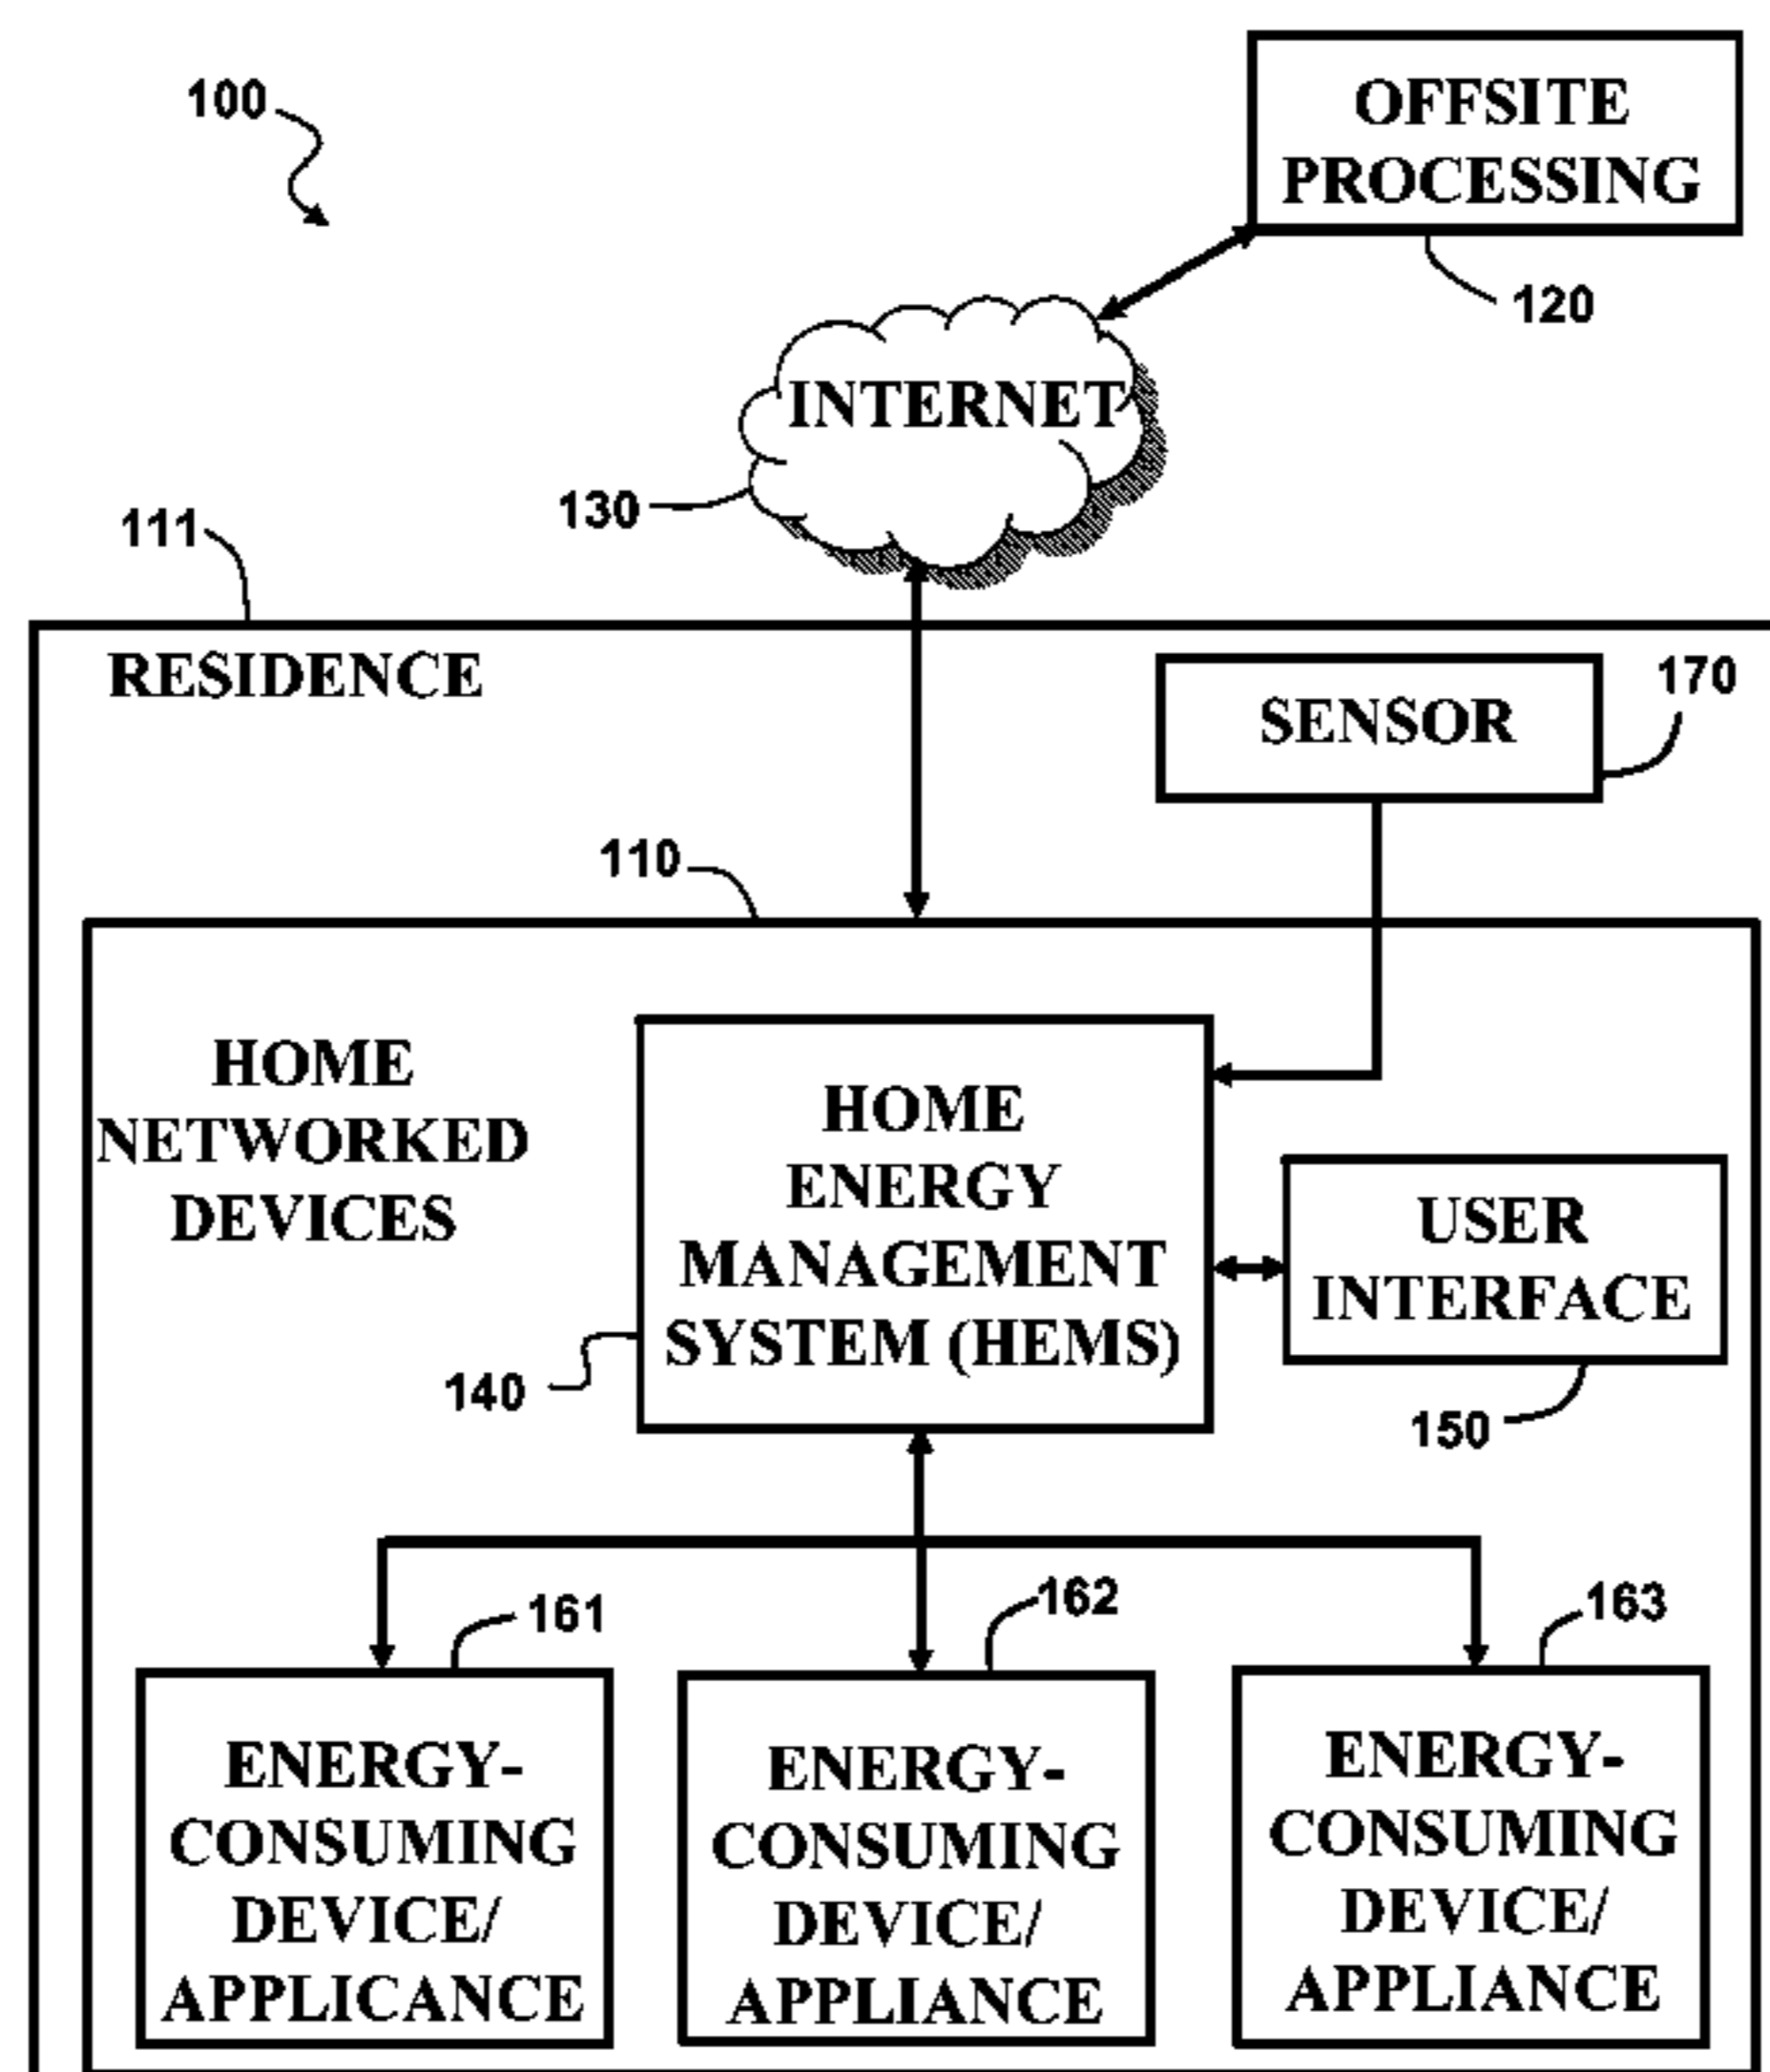 100
OFFSITE
PROCESSING
120
INTERNET
130
111
RESIDENCE
170
SENSOR
110
HOME
NETWORKED
DEVICES
HOME
ENERGY
MANAGEMENT
SYSTEM (HEMS)
140
USER
INTERFACE
150
161
162
163
ENERGY-
CONSUMING
DEVICE/
APPLICANCE
ENERGY-
CONSUMING
DEVICE/
APPLIANCE
ENERGY-
CONSUMING
DEVICE/
APPLIANCE